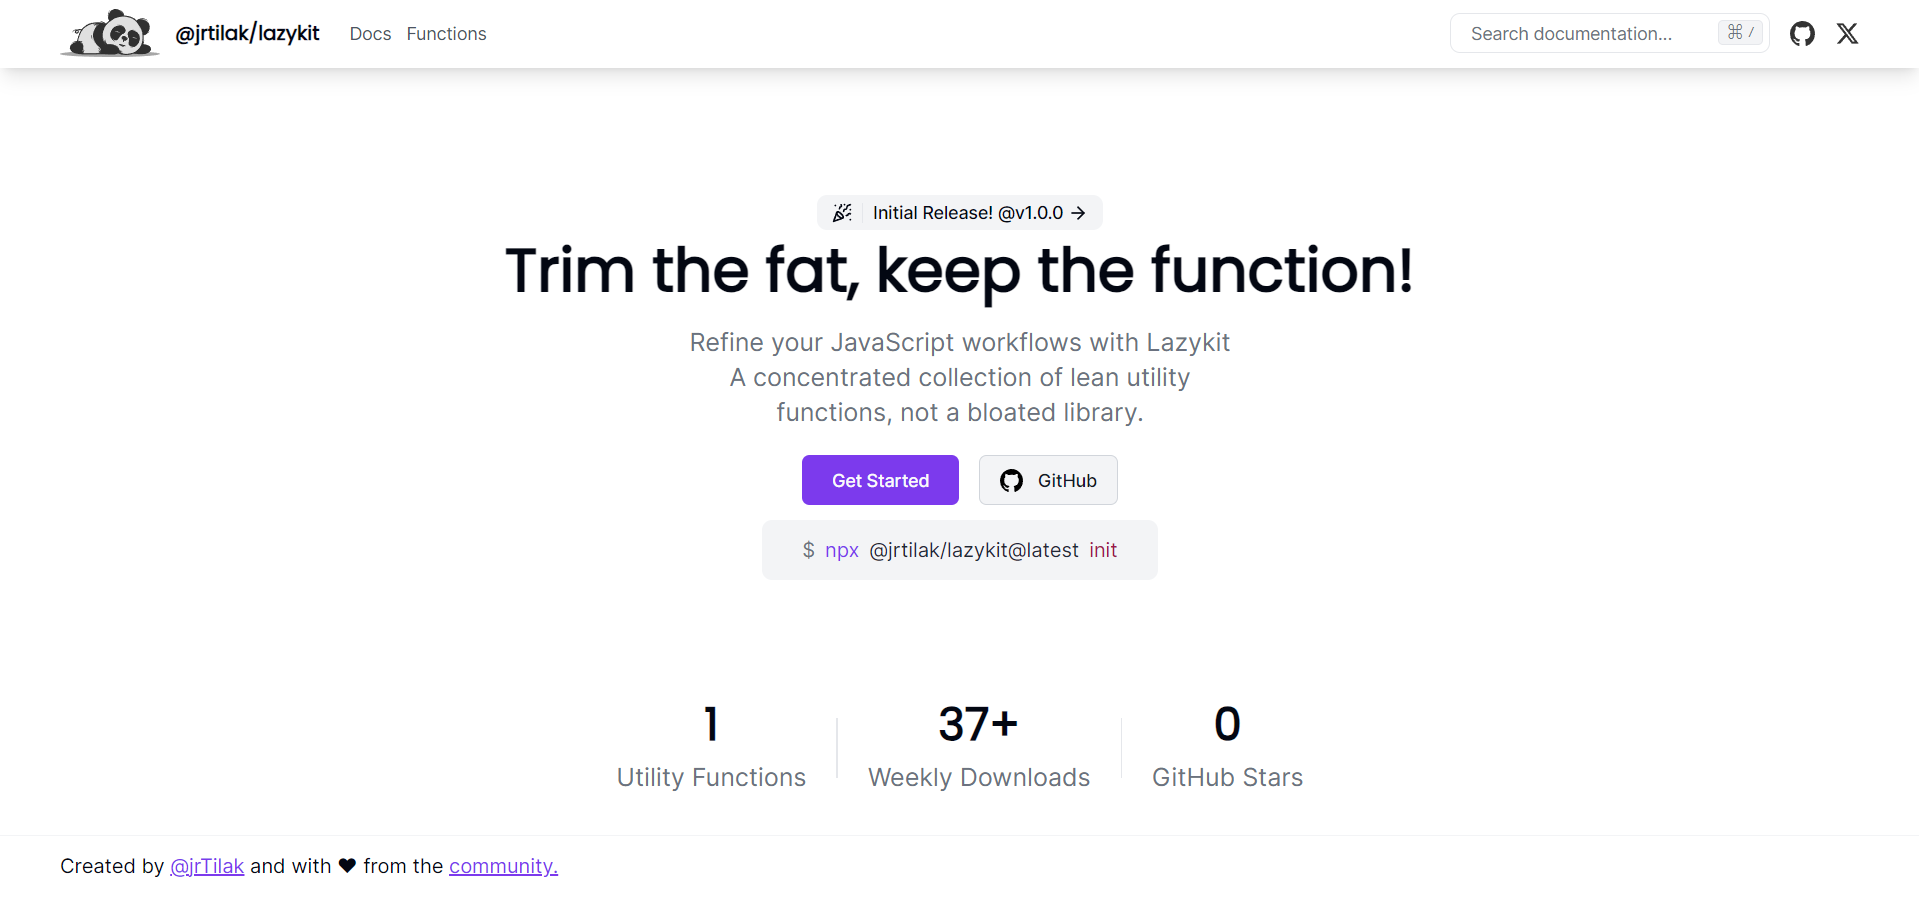 @jrtilak/lazykit
Docs Functions
Search documentation...
⌘ /
Initial Release! @v1.0.0 →
Trim the fat, keep the function!
Refine your JavaScript workflows with Lazykit
A concentrated collection of lean utility
functions, not a bloated library.
Get Started
GitHub
$ npx @jrtilak/lazykit@latest init
1
Utility Functions
37+
Weekly Downloads
0
GitHub Stars
Created by @jrTilak and with ♥ from the community.